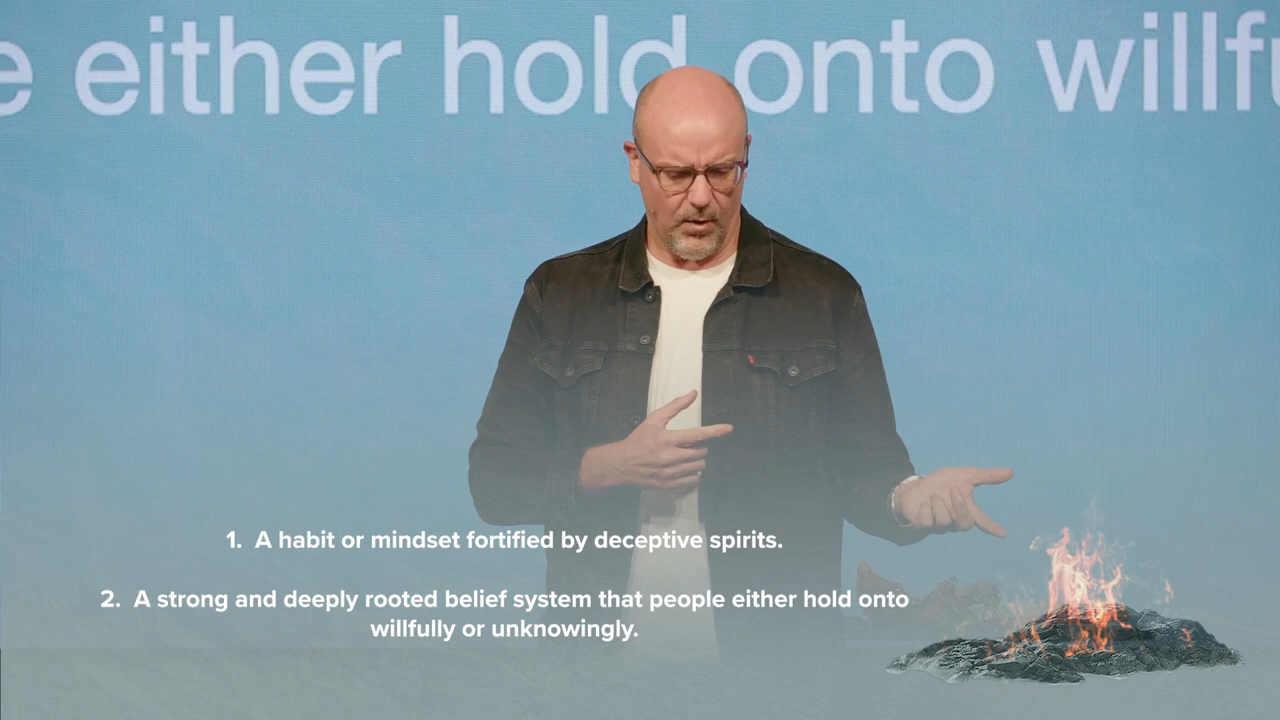 e either hold onto willfu
1. A habit or mindset fortified by deceptive spirits.
2. A strong and deeply rooted belief system that people either hold onto
willfully or unknowingly.